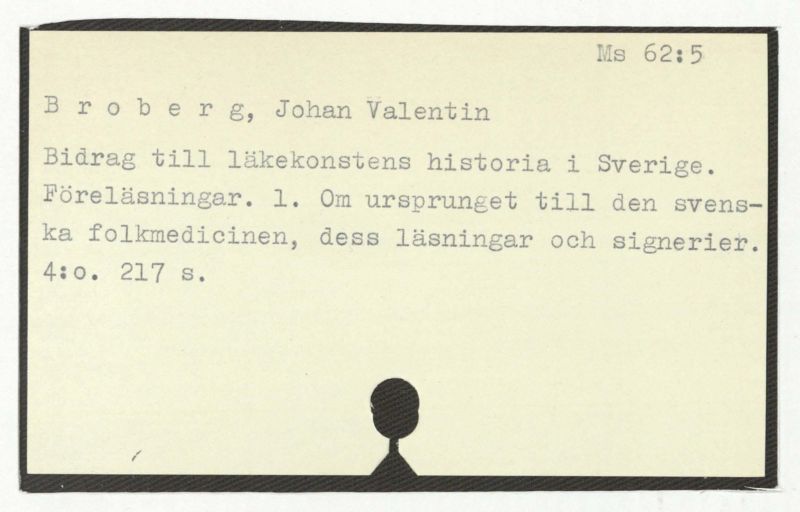 Ms 62:5
B r o b e r g, Johan Valentin
Bidrag till läkekonstens historia i Sverige.
Föreläsningar. 1. Om ursprunget till den svens-
ka folkmedicinen, dess läsningar och signerier.
4:o. 217 s.